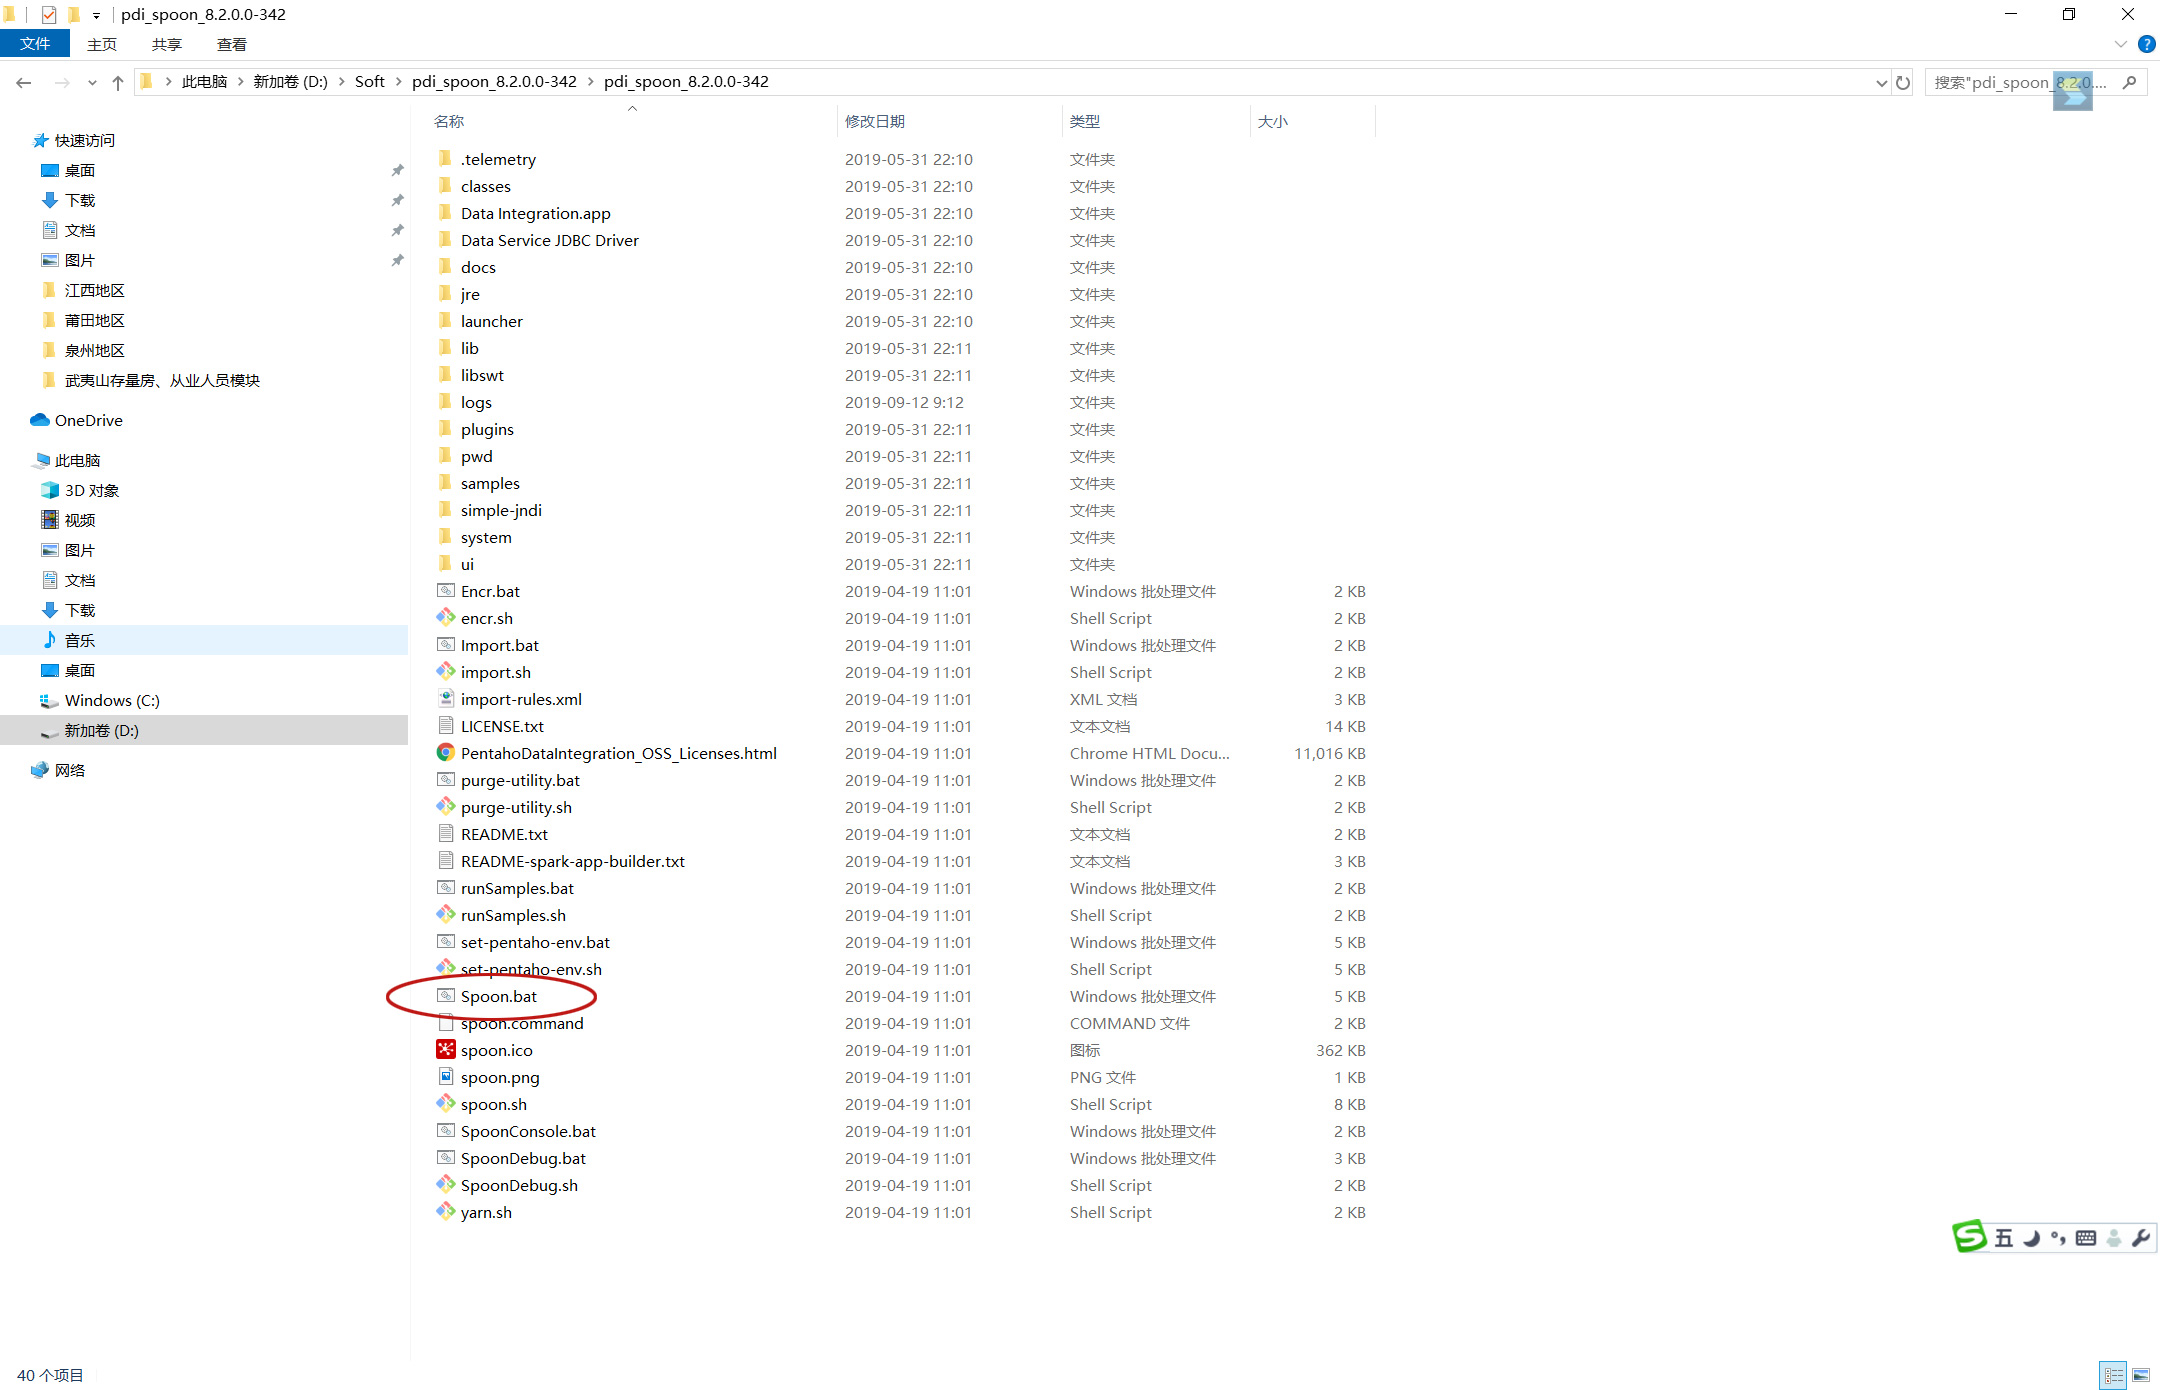 pdi_spoon_8.2.0.0-342
文件 主页 共享 查看
此电脑 新加卷 (D:) Soft pdi_spoon_8.2.0.0-342 pdi_spoon_8.2.0.0-342 搜索"pdi_spoon_8.2.0....
名称 修改日期 类型 大小
快速访问
桌面
下载
文档
图片
江西地区
莆田地区
泉州地区
武夷山存量房、从业人员模块
OneDrive
此电脑
3D 对象
视频
图片
文档
下载
音乐
桌面
Windows (C:)
新加卷 (D:)
网络
.telemetry 2019-05-31 22:10 文件夹
classes 2019-05-31 22:10 文件夹
Data Integration.app 2019-05-31 22:10 文件夹
Data Service JDBC Driver 2019-05-31 22:10 文件夹
docs 2019-05-31 22:10 文件夹
jre 2019-05-31 22:10 文件夹
launcher 2019-05-31 22:10 文件夹
lib 2019-05-31 22:11 文件夹
libswt 2019-05-31 22:11 文件夹
logs 2019-09-12 9:12 文件夹
plugins 2019-05-31 22:11 文件夹
pwd 2019-05-31 22:11 文件夹
samples 2019-05-31 22:11 文件夹
simple-jndi 2019-05-31 22:11 文件夹
system 2019-05-31 22:11 文件夹
ui 2019-05-31 22:11 文件夹
Encr.bat 2019-04-19 11:01 Windows 批处理文件 2 KB
encr.sh 2019-04-19 11:01 Shell Script 2 KB
Import.bat 2019-04-19 11:01 Windows 批处理文件 2 KB
import.sh 2019-04-19 11:01 Shell Script 2 KB
import-rules.xml 2019-04-19 11:01 XML 文档 3 KB
LICENSE.txt 2019-04-19 11:01 文本文档 14 KB
PentahoDataIntegration_OSS_Licenses.html 2019-04-19 11:01 Chrome HTML Docu... 11,016 KB
purge-utility.bat 2019-04-19 11:01 Windows 批处理文件 2 KB
purge-utility.sh 2019-04-19 11:01 Shell Script 2 KB
README.txt 2019-04-19 11:01 文本文档 2 KB
README-spark-app-builder.txt 2019-04-19 11:01 文本文档 3 KB
runSamples.bat 2019-04-19 11:01 Windows 批处理文件 2 KB
runSamples.sh 2019-04-19 11:01 Shell Script 2 KB
set-pentaho-env.bat 2019-04-19 11:01 Windows 批处理文件 5 KB
set-pentaho-env.sh 2019-04-19 11:01 Shell Script 5 KB
Spoon.bat 2019-04-19 11:01 Windows 批处理文件 5 KB
spoon.command 2019-04-19 11:01 COMMAND 文件 2 KB
spoon.ico 2019-04-19 11:01 图标 362 KB
spoon.png 2019-04-19 11:01 PNG 文件 1 KB
spoon.sh 2019-04-19 11:01 Shell Script 8 KB
SpoonConsole.bat 2019-04-19 11:01 Windows 批处理文件 2 KB
SpoonDebug.bat 2019-04-19 11:01 Windows 批处理文件 3 KB
SpoonDebug.sh 2019-04-19 11:01 Shell Script 2 KB
yarn.sh 2019-04-19 11:01 Shell Script 2 KB
五
40 个项目